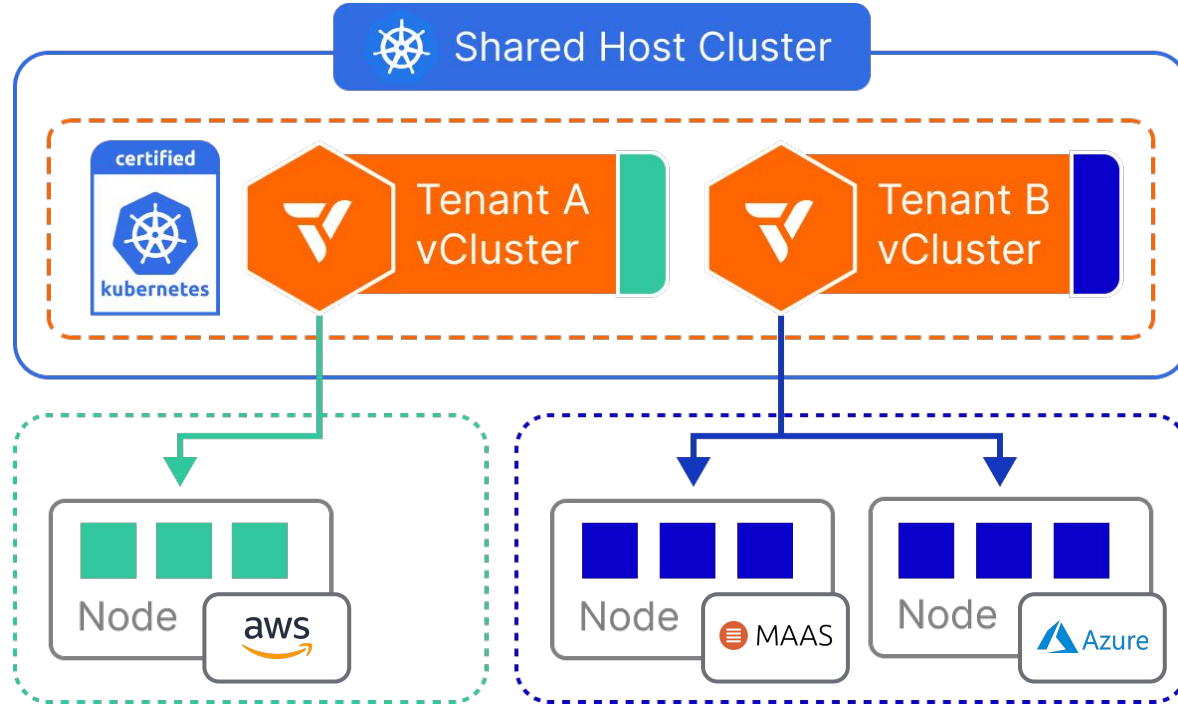 Shared Host Cluster
certified
kubernetes
Tenant A
vCluster
Tenant B
vCluster
Node
aws
Node
MAAS
Node
Azure